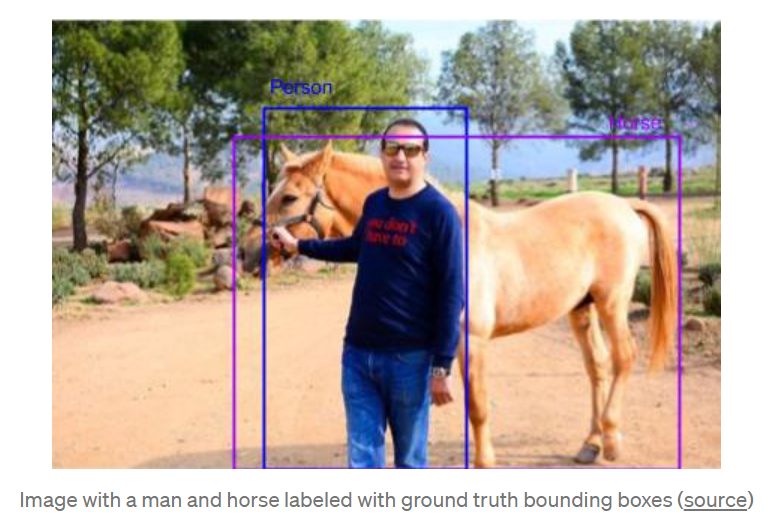 Person
Horse
you don't
have to
Image with a man and horse labeled with ground truth bounding boxes (source)